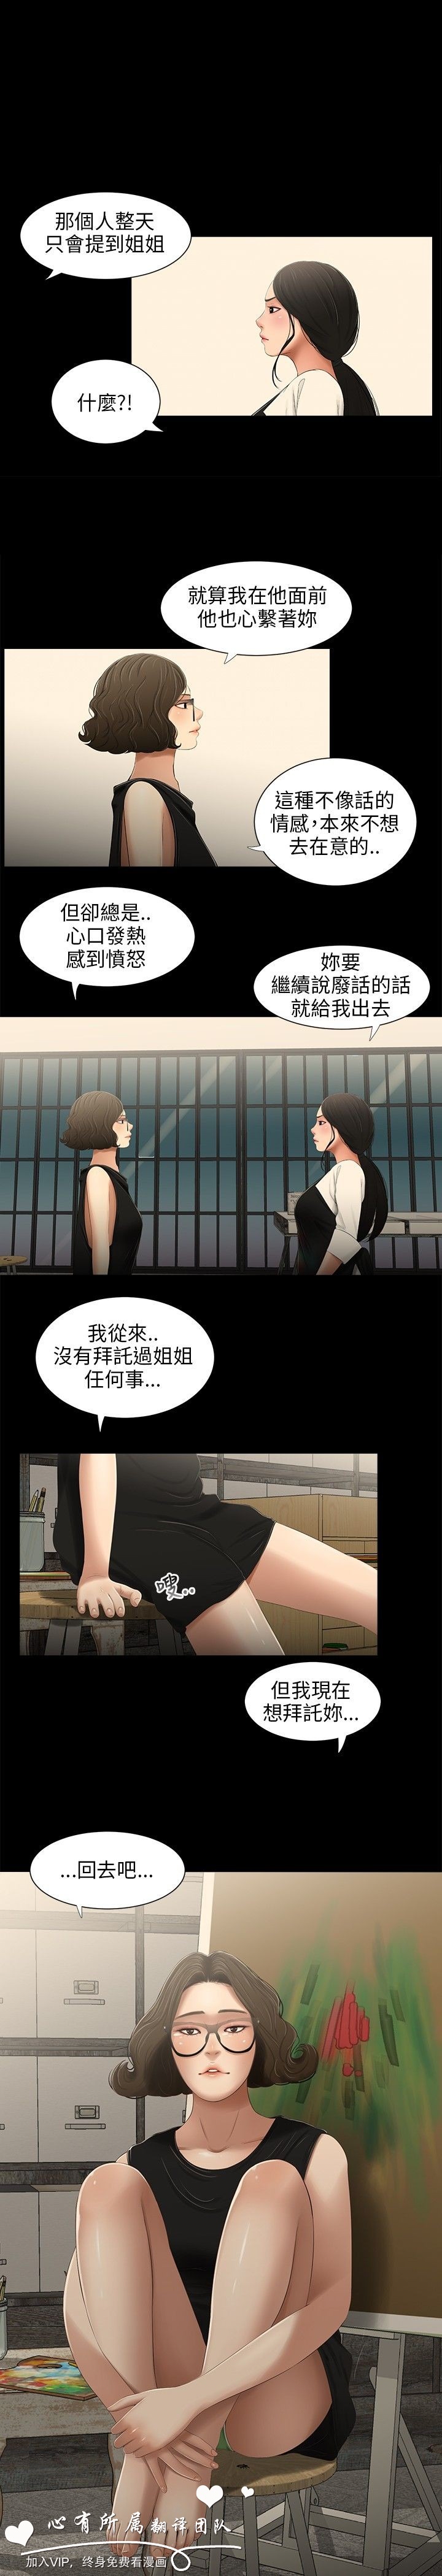 那個人整天
只會提到姐姐
什麼?!
就算我在他面前
他也心繫著妳
這種不像話的
情感,本來不想
去在意的..
但卻總是..
心口發熱
感到憤怒
妳要
繼續說廢話的話
就給我出去
我從來..
沒有拜託過姐姐
任何事...
嗖..
但我現在
想拜託妳...
...回去吧...
心有所属翻译团队
加入VIP，终身免费看漫画